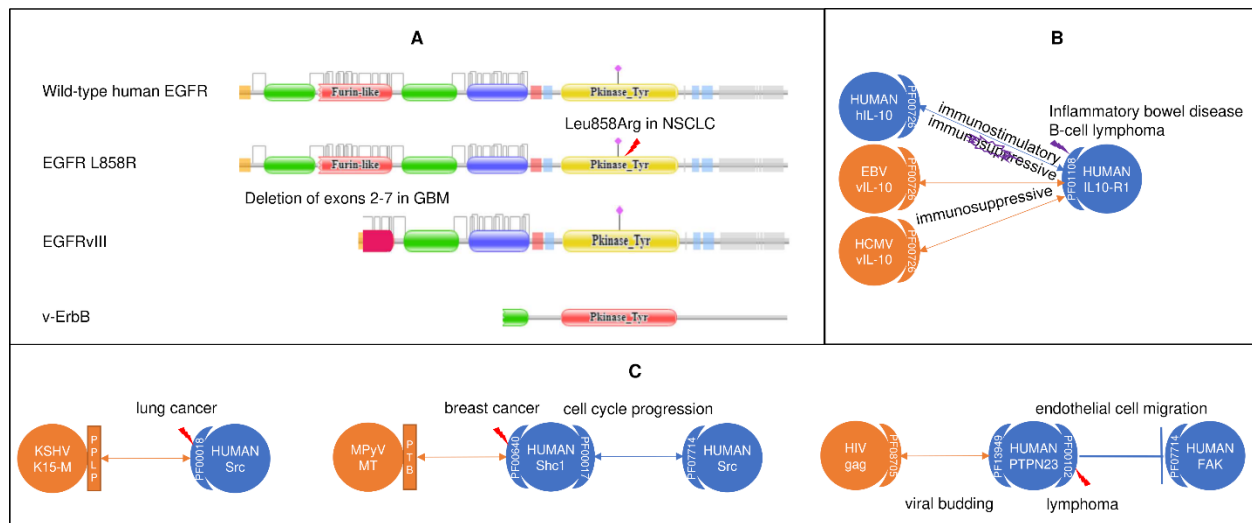 A
Wild-type human EGFR
Furin-like
Pkinase_Tyr
Leu858Arg in NSCLC
EGFR L858R
Furin-like
Pkinase_Tyr
Deletion of exons 2-7 in GBM
EGFRvIII
Pkinase_Tyr
v-ErbB
Pkinase_Tyr
B
HUMAN
hIL-10
PF00726
immunostimulatory
immunosuppressive
Inflammatory bowel disease
B-cell lymphoma
EBV
vIL-10
PF00726
PF01108
HUMAN
IL10-R1
immunosuppressive
HCMV
vIL-10
PF00726
C
lung cancer
KSHV
K15-M
PPLP
PF00018
HUMAN
Src
breast cancer
cell cycle progression
MPyV
MT
PTB
PF00640
HUMAN
Shc1
PF00017
PF07714
HUMAN
Src
endothelial cell migration
HIV
gag
PF08705
PF13949
HUMAN
PTPN23
PF00102
PF07714
HUMAN
FAK
viral budding
lymphoma